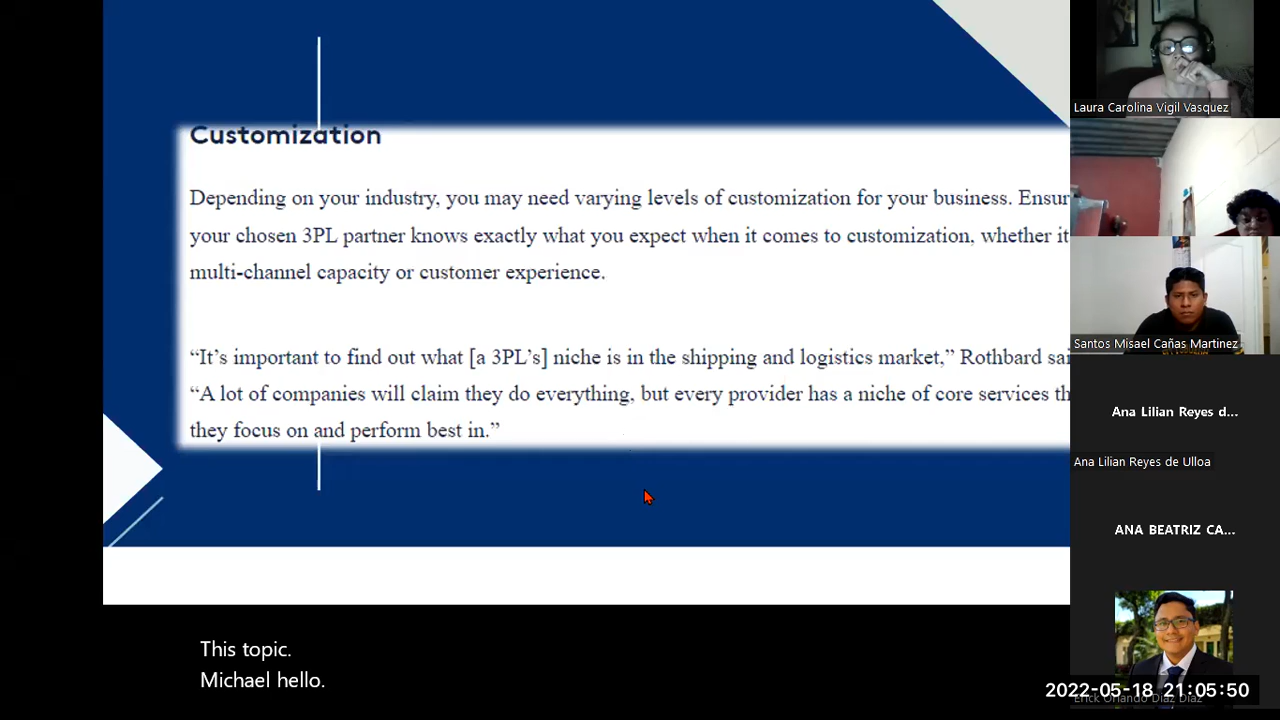 Customization
Depending on your industry, you may need varying levels of customization for your business. Ensur
your chosen 3PL partner knows exactly what you expect when it comes to customization, whether it
multi-channel capacity or customer experience.
“It’s important to find out what [a 3PL’s] niche is in the shipping and logistics market,” Rothbard sai
“A lot of companies will claim they do everything, but every provider has a niche of core services th
they focus on and perform best in.”
This topic.
Michael hello.
Laura Carolina Vigil Vasquez
Santos Misael Cañas Martinez
Ana Lilian Reyes d...
Ana Lilian Reyes de Ulloa
ANA BEATRIZ CA...
2022-05-18 21:05:50
Erick Orlando Diaz Diaz